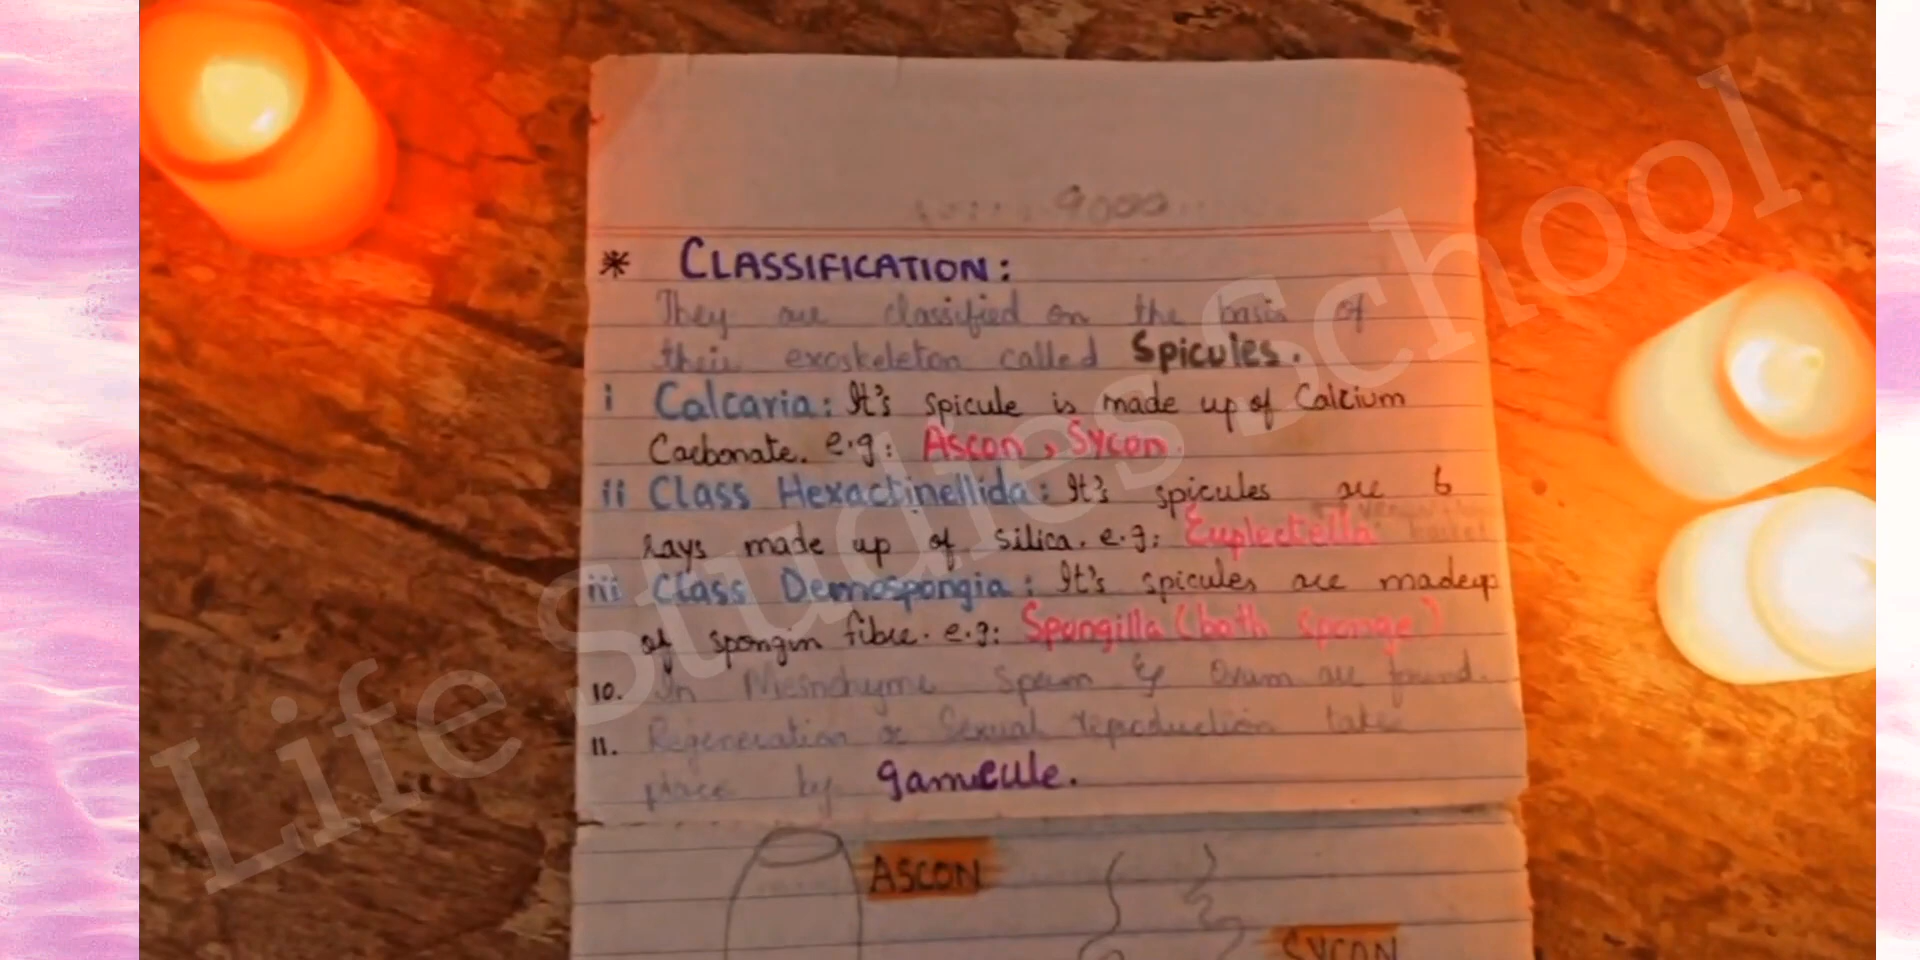 * CLASSIFICATION:
They are classified on the basis of
their exoskeleton called Spicules.
i Calcaria: It's spicule is made up of Calcium
Carbonate. e.g: Ascon, Sycon
ii Class Hexactinellida: It's spicules are 6
rays made up of silica. e.g: Euplectella
iii Class Demospongia: It's spicules are madeup
of spongin fibre. e.g: Spongilla (bath sponge)
10. In Mesnchyme Sperm & Ovum are found.
11. Regeneration or Sexual reproduction take
place by gameule.
ASCON
SYCON
Life Studies School